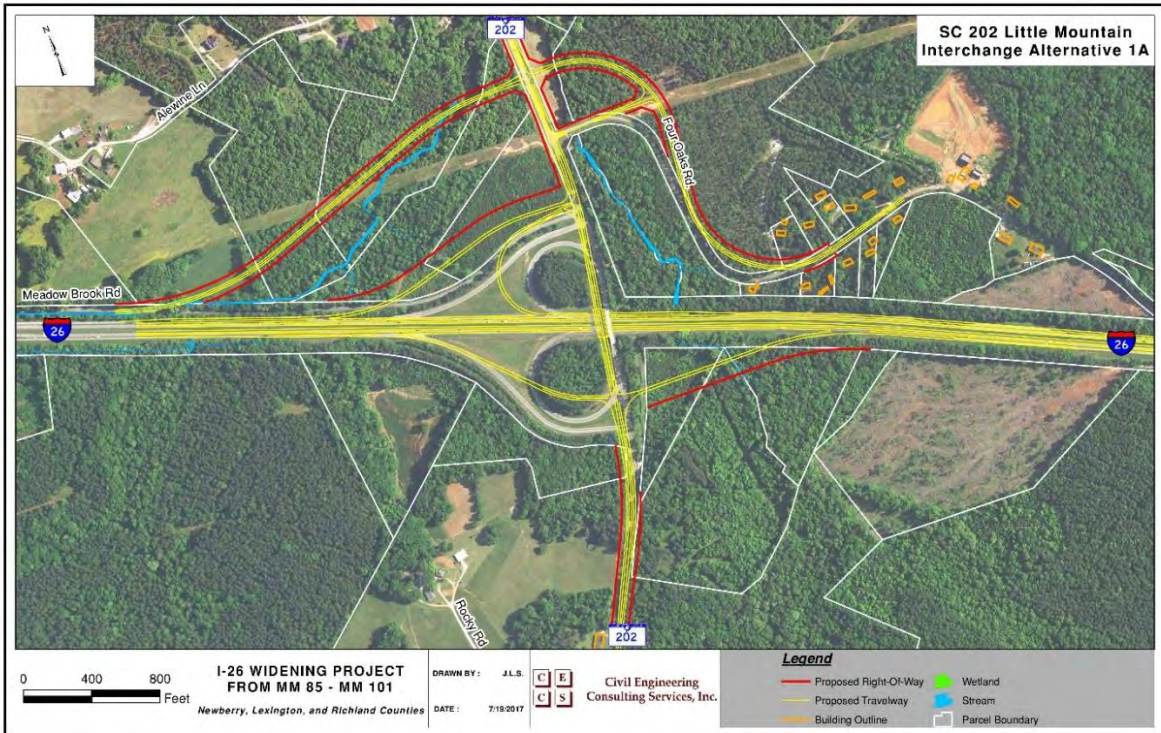 202
SC 202 Little Mountain
Interchange Alternative 1A
N
Alewine Ln
Four Oaks Rd
Meadow Brook Rd
26
26
Rocky Rd
202
0 400 800
Feet
I-26 WIDENING PROJECT
FROM MM 85 - MM 101
Newberry, Lexington, and Richland Counties
DRAWN BY : J.L.S.
DATE : 7/19/2017
C E
C S
Civil Engineering
Consulting Services, Inc.
Legend
Proposed Right-Of-Way
Proposed Travelway
Building Outline
Wetland
Stream
Parcel Boundary